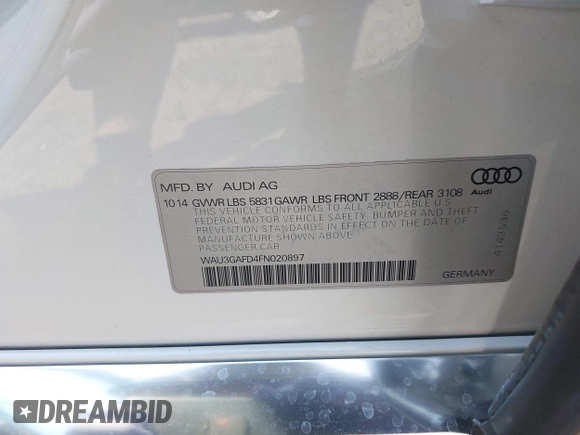 MFD. BY AUDI AG
1014 GVWR LBS 5831 GAWR LBS FRONT 2888/REAR 3108
Audi
THIS VEHICLE CONFORMS TO ALL APPLICABLE U.S.
FEDERAL MOTOR VEHICLE SAFETY, BUMPER AND THEFT
PREVENTION STANDARDS IN EFFECT ON THE DATE OF
MANUFACTURE SHOWN ABOVE.
PASSENGER CAR
WAU3GAFD4FN020897
GERMANY
DREAMBID